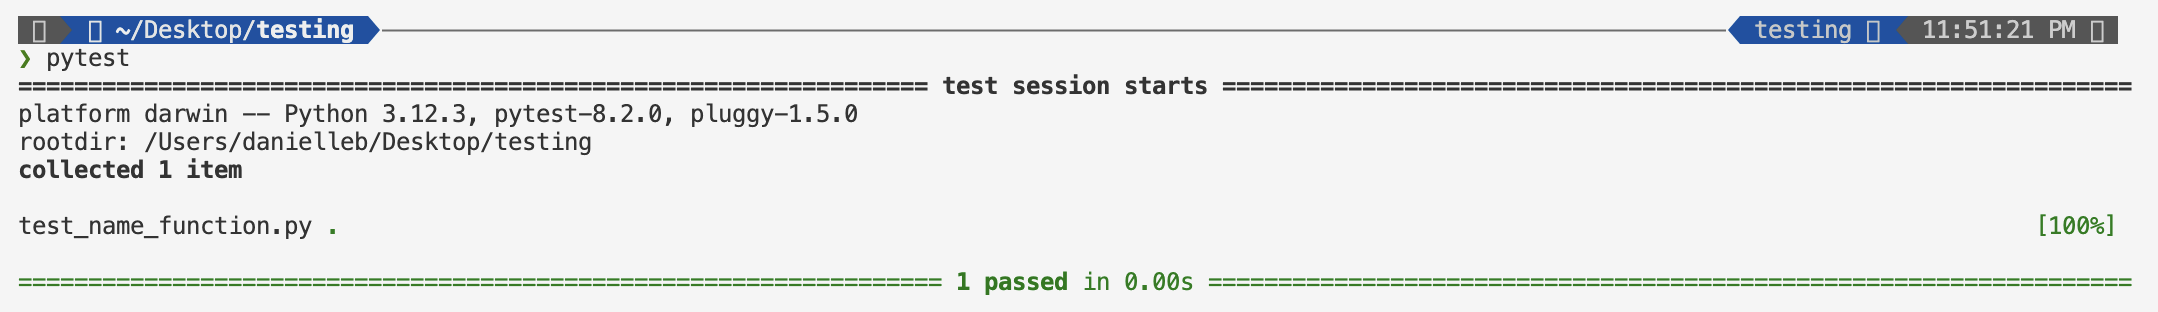 ~/Desktop/testing testing 11:51:21 PM
❯ pytest
================================================================= test session starts =================================================================
platform darwin -- Python 3.12.3, pytest-8.2.0, pluggy-1.5.0
rootdir: /Users/danielleb/Desktop/testing
collected 1 item

test_name_function.py . [100%]

================================================================== 1 passed in 0.00s ==================================================================